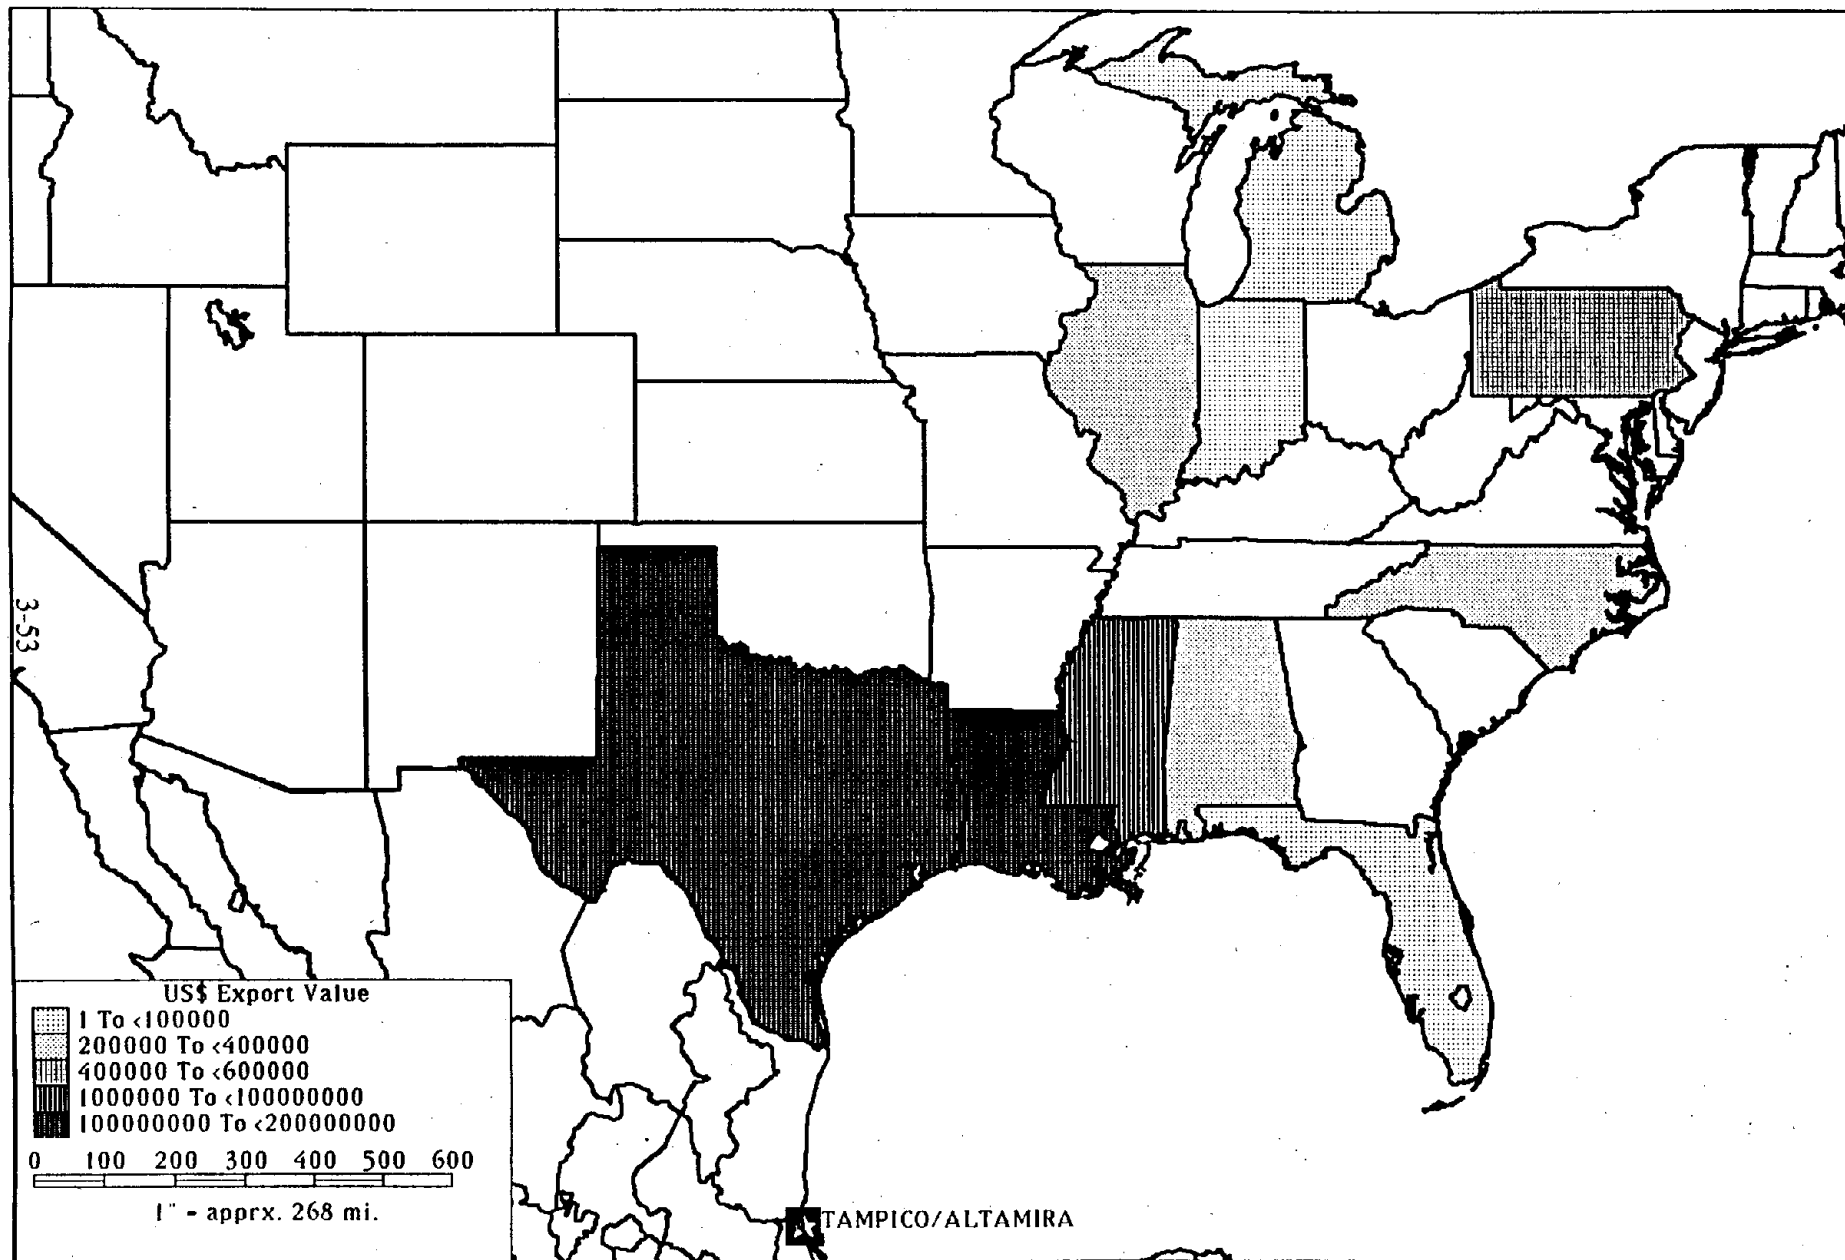 3-53
US$ Export Value
1 To <100000
200000 To <400000
400000 To <600000
1000000 To <100000000
100000000 To <200000000
0 100 200 300 400 500 600
1" - apprx. 268 mi.
TAMPICO/ALTAMIRA